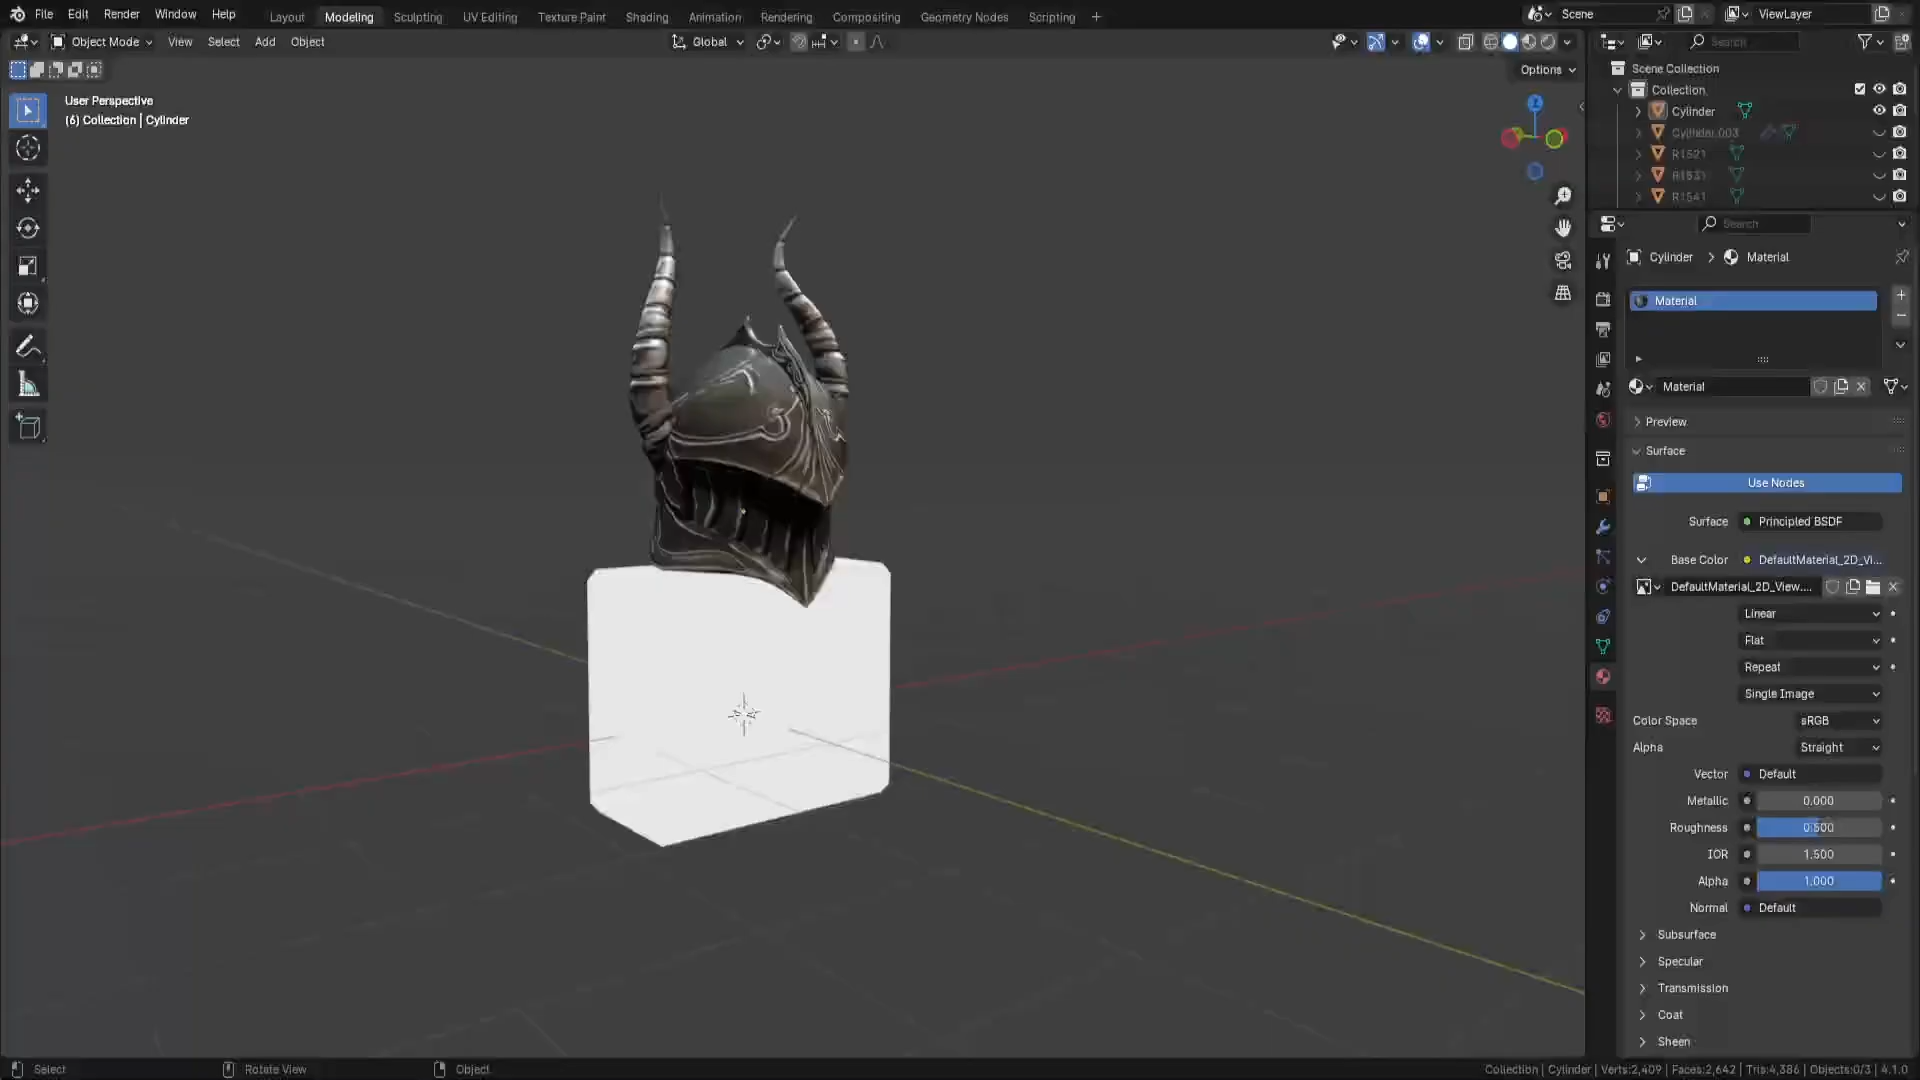 File Edit Render Window Help Layout Modeling Sculpting UV Editing Texture Paint Shading Animation Rendering Compositing Geometry Nodes Scripting + Scene ViewLayer
Object Mode View Select Add Object Global Search
Options
User Perspective
(6) Collection | Cylinder
Z
Scene Collection
Collection
Cylinder
Cylinder.003
R1521
R1531
R1541
Search
Cylinder > Material
Material
Material
Preview
Surface
Use Nodes
Surface Principled BSDF
Base Color DefaultMaterial_2D_Vi...
DefaultMaterial_2D_View....
Linear
Flat
Repeat
Single Image
Color Space sRGB
Alpha Straight
Vector Default
Metallic 0.000
Roughness 0.500
IOR 1.500
Alpha 1.000
Normal Default
Subsurface
Specular
Transmission
Coat
Sheen
Select Rotate View Object Collection | Cylinder | Verts:2,409 | Faces:2,642 | Tris:4,386 | Objects:0/3 | 4.1.0